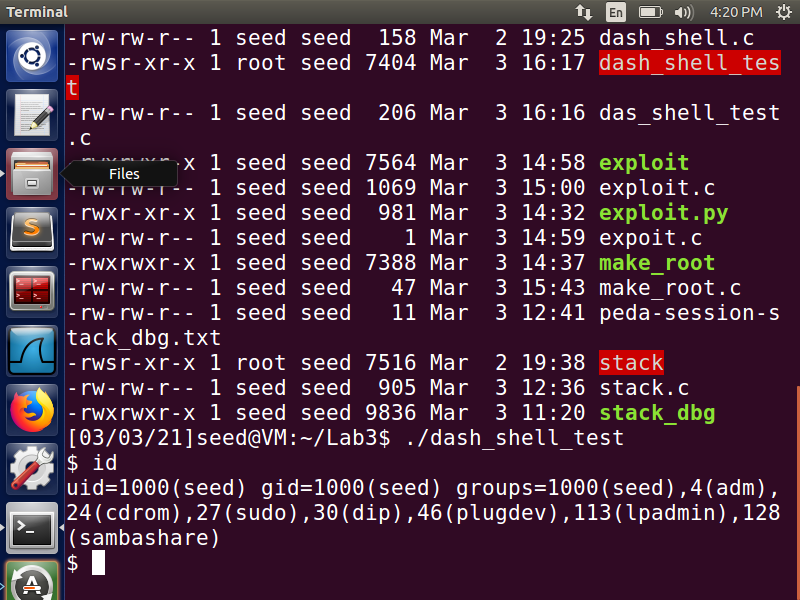 Terminal
En
4:20 PM
-rw-rw-r-- 1 seed seed 158 Mar 2 19:25 dash_shell.c
-rwsr-xr-x 1 root seed 7404 Mar 3 16:17 dash_shell_tes
t
-rw-rw-r-- 1 seed seed 206 Mar 3 16:16 das_shell_test
.c
Files
-rwxrwxr-x 1 seed seed 7564 Mar 3 14:58 exploit
-rw-rw-r-- 1 seed seed 1069 Mar 3 15:00 exploit.c
-rwxr-xr-x 1 seed seed 981 Mar 3 14:32 exploit.py
-rw-rw-r-- 1 seed seed 1 Mar 3 14:59 expoit.c
-rwxrwxr-x 1 seed seed 7388 Mar 3 14:37 make_root
-rw-rw-r-- 1 seed seed 47 Mar 3 15:43 make_root.c
-rw-rw-r-- 1 seed seed 11 Mar 3 12:41 peda-session-s
tack_dbg.txt
-rwsr-xr-x 1 root seed 7516 Mar 2 19:38 stack
-rw-rw-r-- 1 seed seed 905 Mar 3 12:36 stack.c
-rwxrwxr-x 1 seed seed 9836 Mar 3 11:20 stack_dbg
[03/03/21]seed@VM:~/Lab3$ ./dash_shell_test
$ id
uid=1000(seed) gid=1000(seed) groups=1000(seed),4(adm),
24(cdrom),27(sudo),30(dip),46(plugdev),113(lpadmin),128
(sambashare)
$